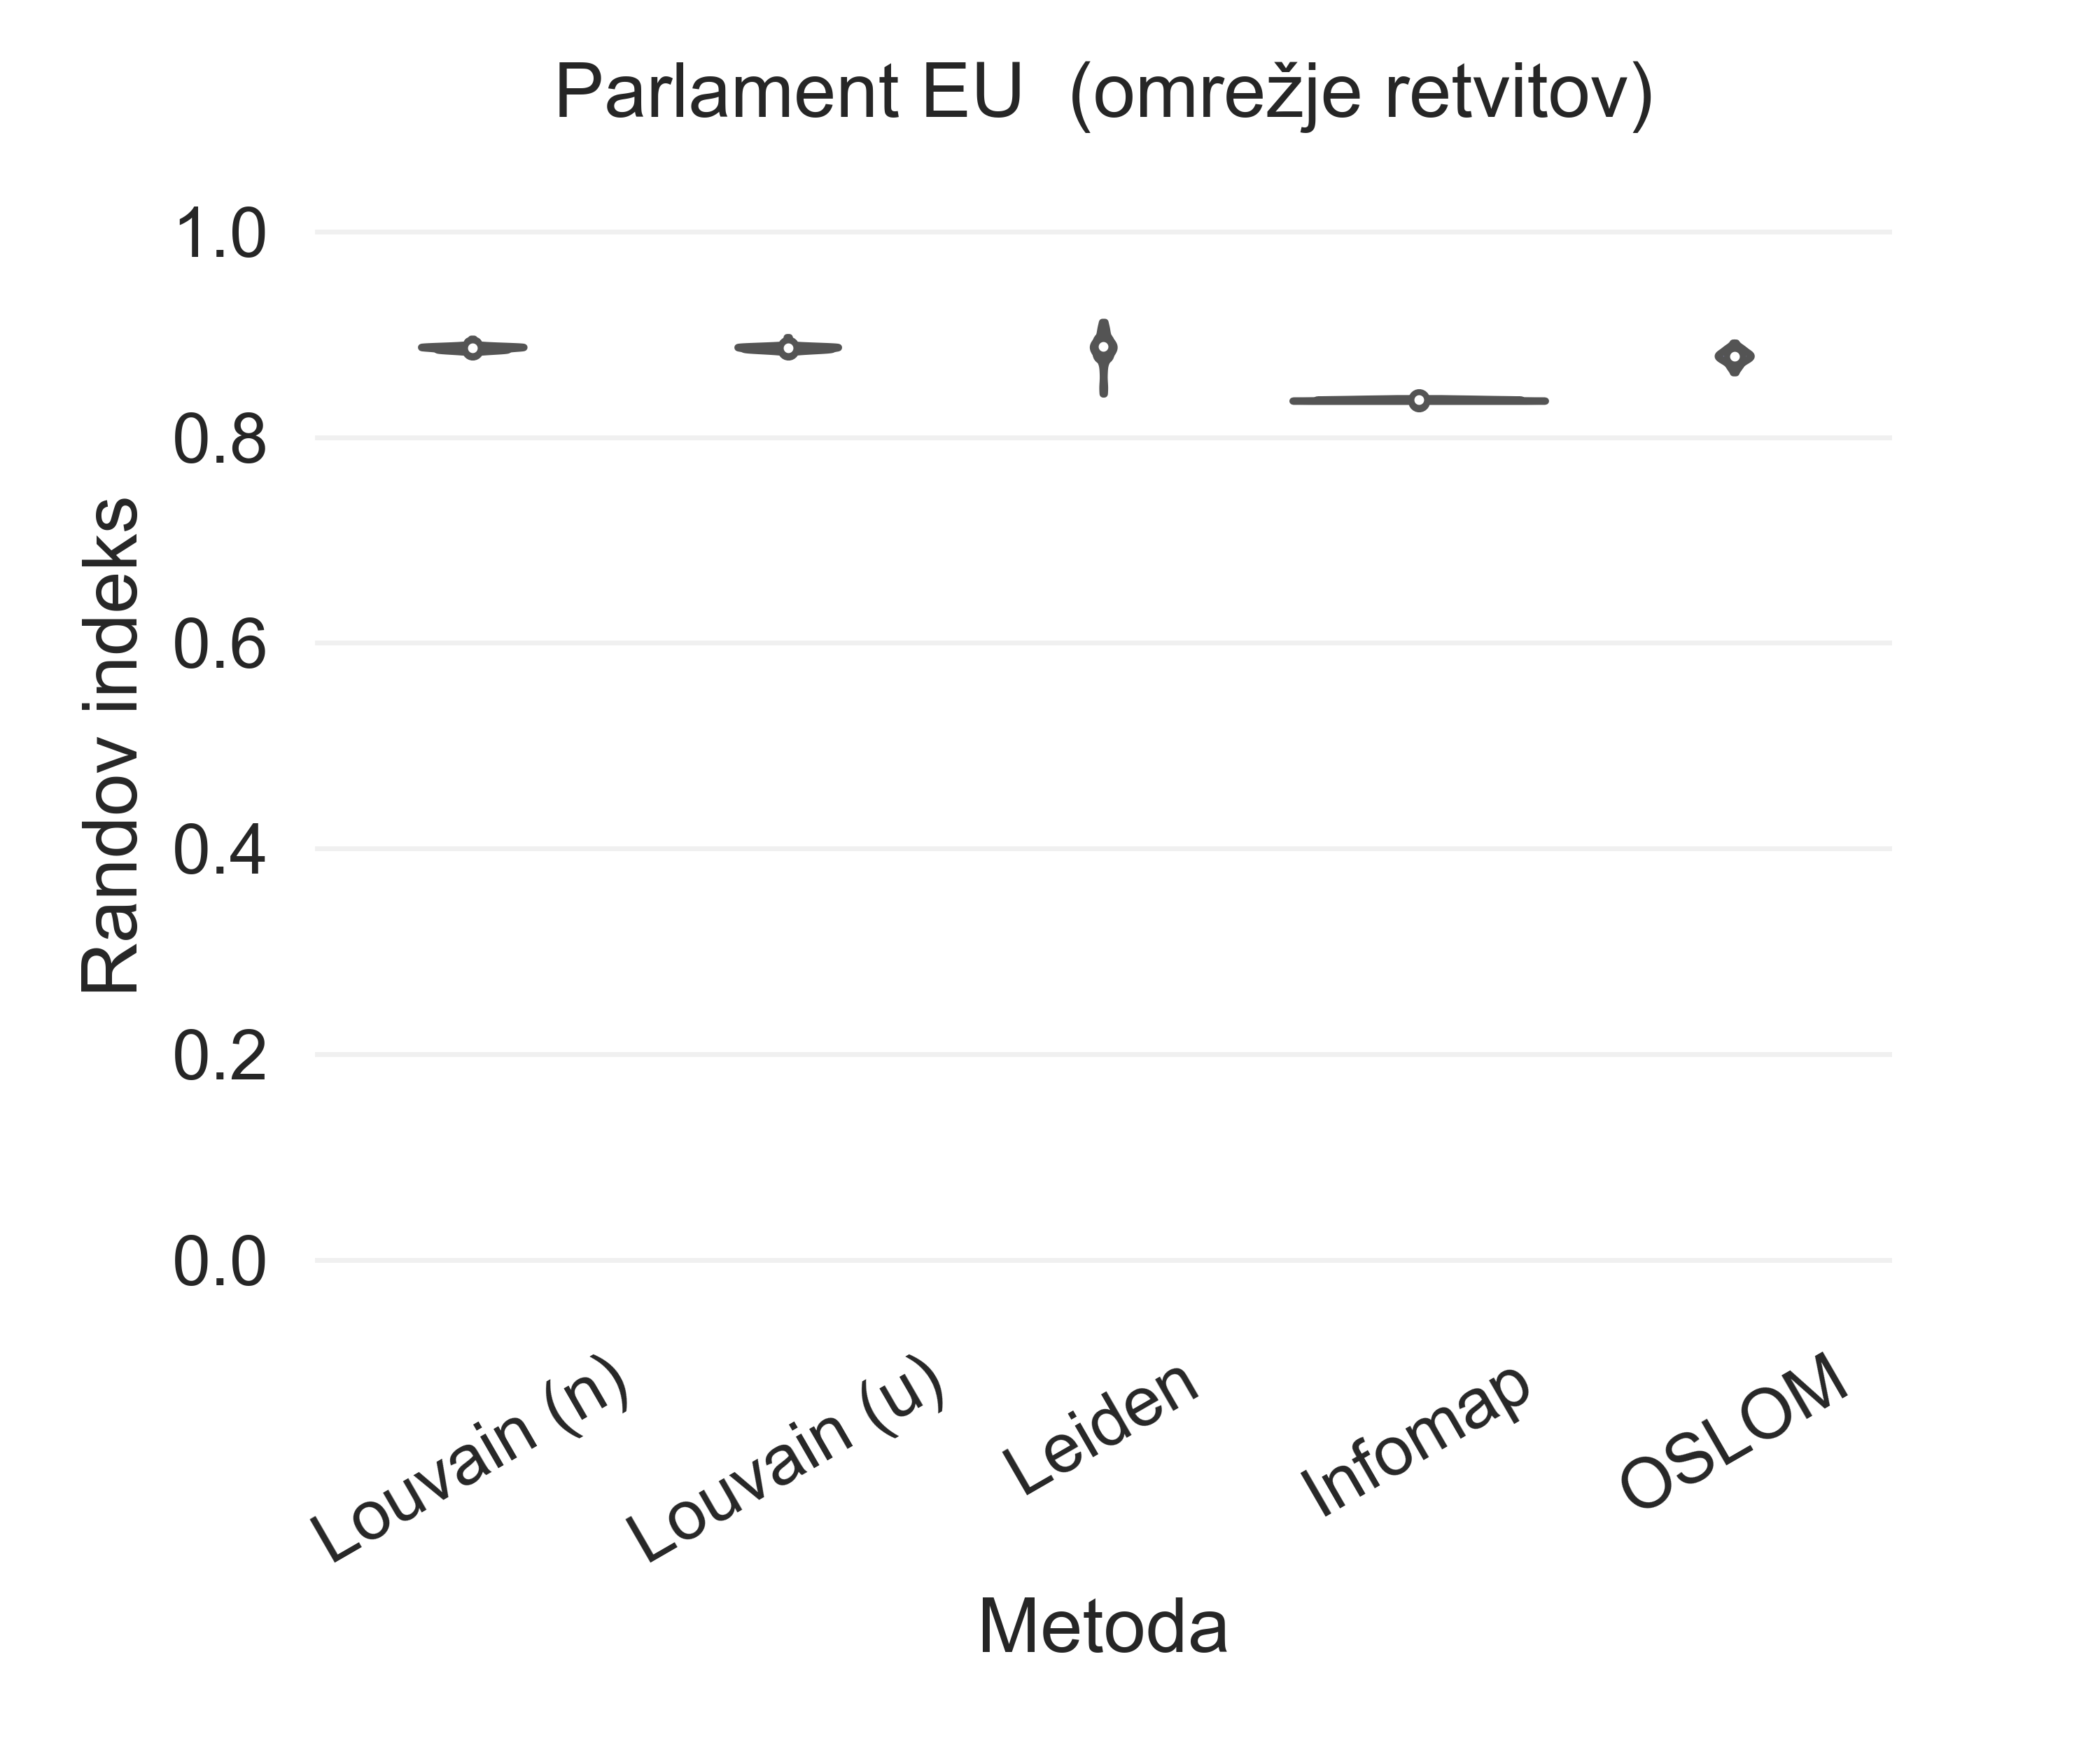 Parlament EU  (omrežje retvitov)
Randov indeks
1.0
0.8
0.6
0.4
0.2
0.0
Louvain (n)
Louvain (u)
Leiden
Infomap
OSLOM
Metoda